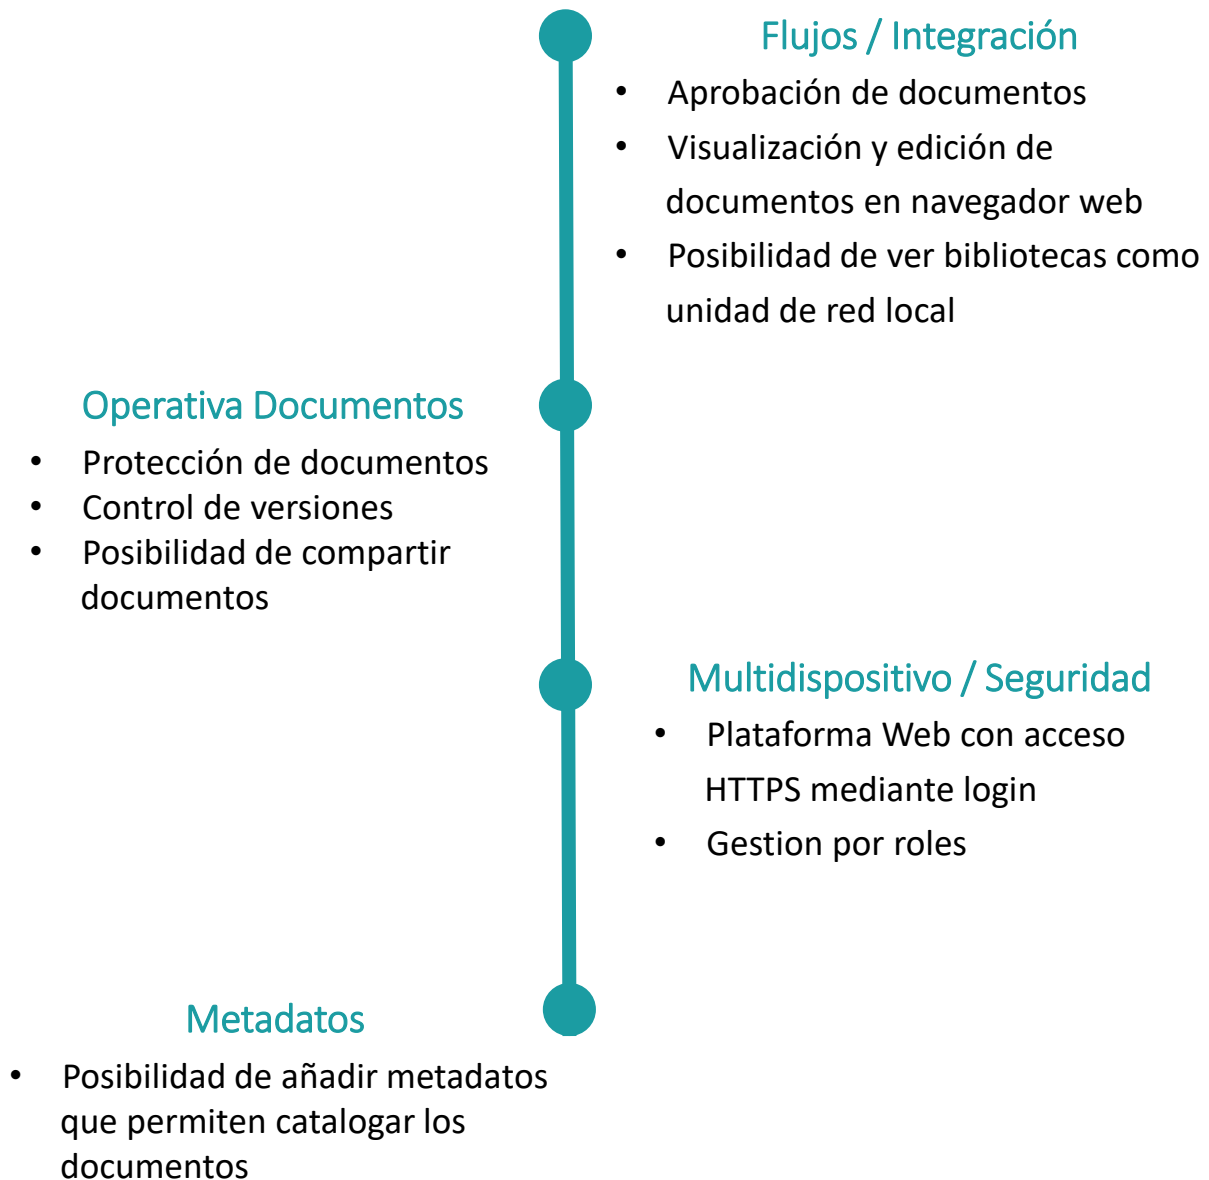 Flujos / Integración
• Aprobación de documentos
• Visualización y edición de
documentos en navegador web
• Posibilidad de ver bibliotecas como
unidad de red local
Operativa Documentos
• Protección de documentos
• Control de versiones
• Posibilidad de compartir
documentos
Multidispositivo / Seguridad
• Plataforma Web con acceso
HTTPS mediante login
• Gestion por roles
Metadatos
• Posibilidad de añadir metadatos
que permiten catalogar los
documentos